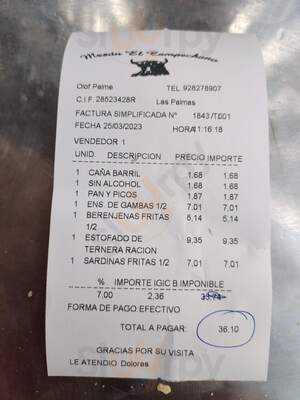 Mesón El Campechano
Olof Palme TEL 928278907
C.I.F. 28523428R Las Palmas
FACTURA SIMPLIFICADA Nº 1843/T001
FECHA 25/03/2023 HORA 11:16:18
VENDEDOR 1
UNID. DESCRIPCION PRECIO IMPORTE
1 CAÑA BARRIL 1,68 1,68
1 SIN ALCOHOL 1,68 1,68
1 PAN Y PICOS 1,87 1,87
1 ENS. DE GAMBAS 1/2 7,01 7,01
1 BERENJENAS FRITAS 5,14 5,14
1/2
1 ESTOFADO DE 9,35 9,35
TERNERA RACION
1 SARDINAS FRITAS 1/2 7,01 7,01
% IMPORTE IGIC B.IMPONIBLE
7,00 2,36 33,74
FORMA DE PAGO:EFECTIVO
TOTAL A PAGAR: 36,10
GRACIAS POR SU VISITA
LE ATENDIO Dolores